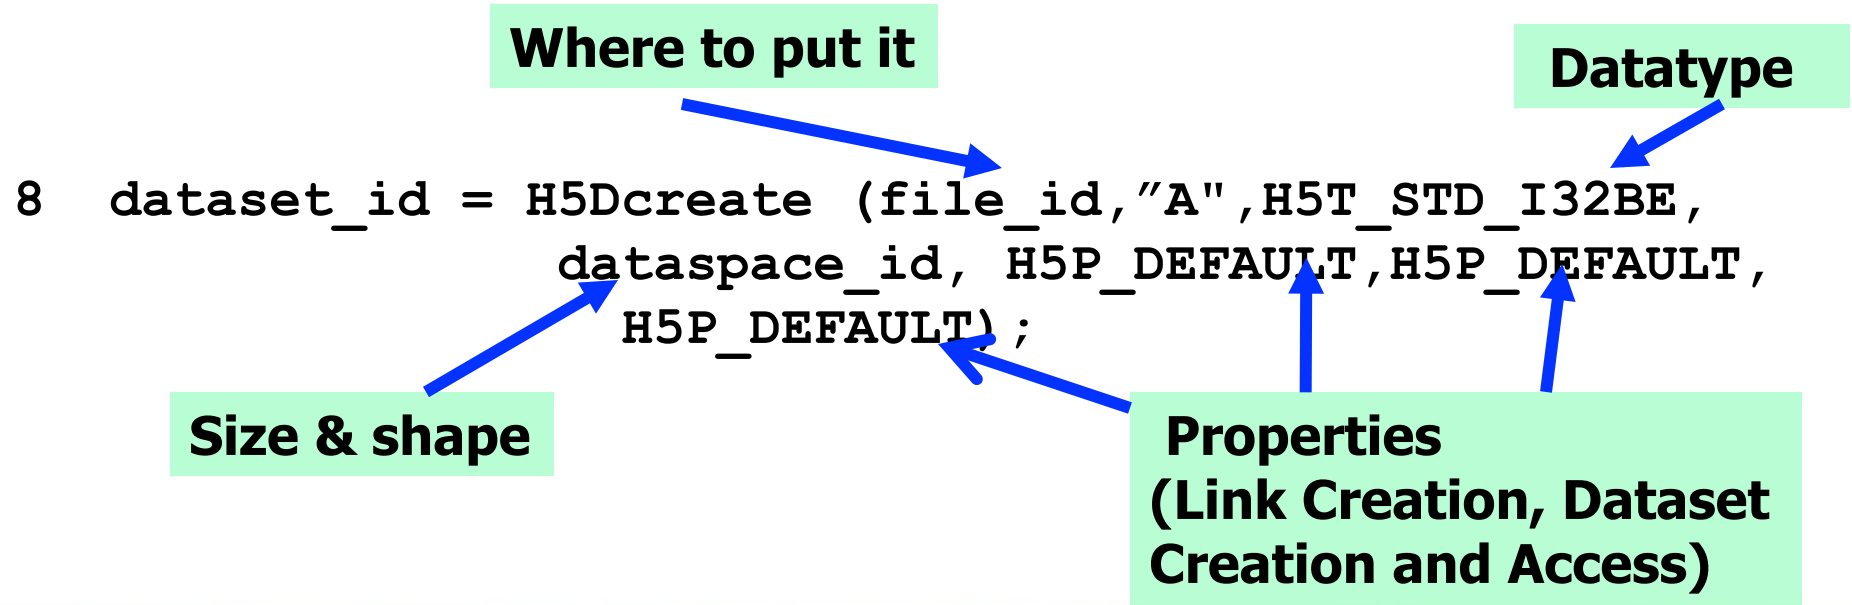 Where to put it
Datatype
8 dataset_id = H5Dcreate (file_id,”A",H5T_STD_I32BE,
dataspace_id, H5P_DEFAULT,H5P_DEFAULT,
H5P_DEFAULT);
Size & shape
Properties
(Link Creation, Dataset
Creation and Access)